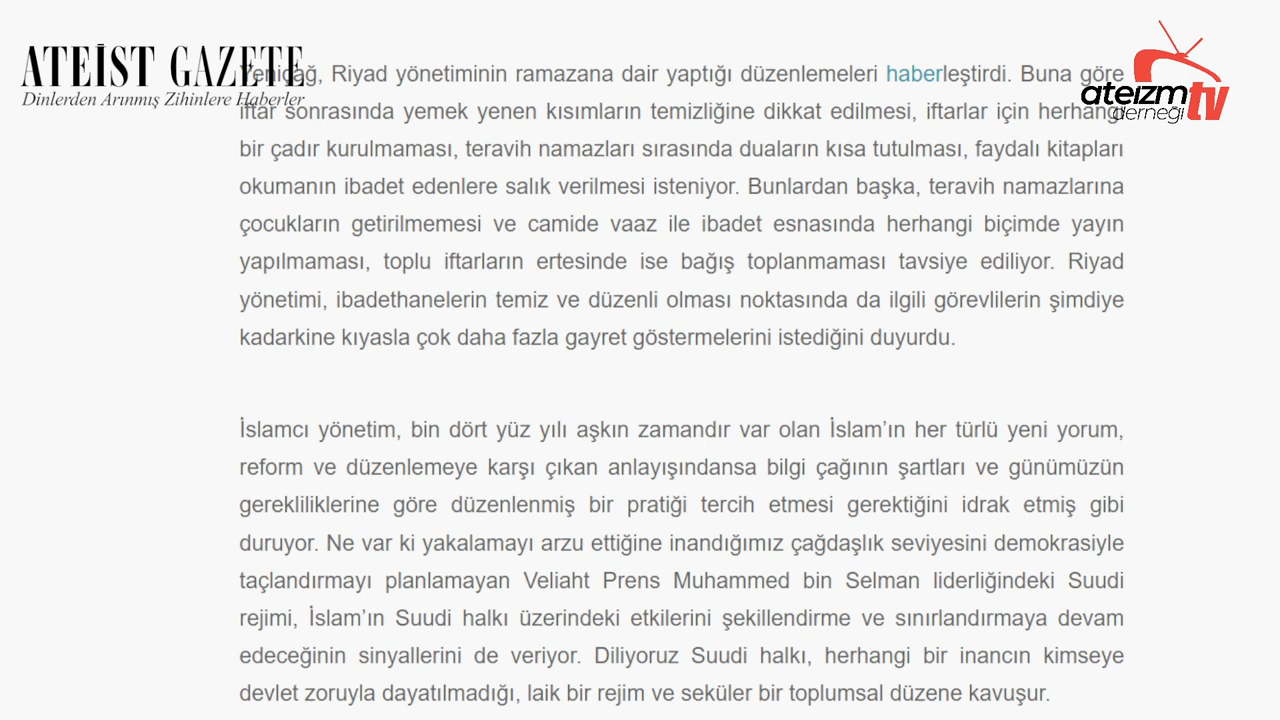 ATEİST GAZETE
Dinlerden Arınmış Zihinlere Haberler
ateizm tv
derneği
Yeniçağ, Riyad yönetiminin ramazana dair yaptığı düzenlemeleri haberleştirdi. Buna göre
iftar sonrasında yemek yenen kısımların temizliğine dikkat edilmesi, iftarlar için herhangi
bir çadır kurulmaması, teravih namazları sırasında duaların kısa tutulması, faydalı kitapları
okumanın ibadet edenlere salık verilmesi isteniyor. Bunlardan başka, teravih namazlarına
çocukların getirilmemesi ve camide vaaz ile ibadet esnasında herhangi biçimde yayın
yapılmaması, toplu iftarların ertesinde ise bağış toplanmaması tavsiye ediliyor. Riyad
yönetimi, ibadethanelerin temiz ve düzenli olması noktasında da ilgili görevlilerin şimdiye
kadarkine kıyasla çok daha fazla gayret göstermelerini istediğini duyurdu.
İslamcı yönetim, bin dört yüz yılı aşkın zamandır var olan İslam’ın her türlü yeni yorum,
reform ve düzenlemeye karşı çıkan anlayışındansa bilgi çağının şartları ve günümüzün
gerekliliklerine göre düzenlenmiş bir pratiği tercih etmesi gerektiğini idrak etmiş gibi
duruyor. Ne var ki yakalamayı arzu ettiğine inandığımız çağdaşlık seviyesini demokrasiyle
taçlandırmayı planlamayan Veliaht Prens Muhammed bin Selman liderliğindeki Suudi
rejimi, İslam’ın Suudi halkı üzerindeki etkilerini şekillendirme ve sınırlandırmaya devam
edeceğinin sinyallerini de veriyor. Diliyoruz Suudi halkı, herhangi bir inancın kimseye
devlet zoruyla dayatılmadığı, laik bir rejim ve seküler bir toplumsal düzene kavuşur.